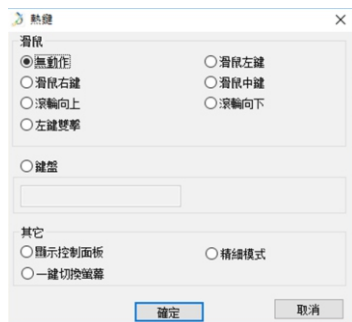 熱鍵
滑鼠
無動作 滑鼠左鍵
滑鼠右鍵 滑鼠中鍵
滾輪向上 滾輪向下
左鍵雙擊
鍵盤
其它
顯示控制面板 精細模式
一鍵切換螢幕
確定 取消